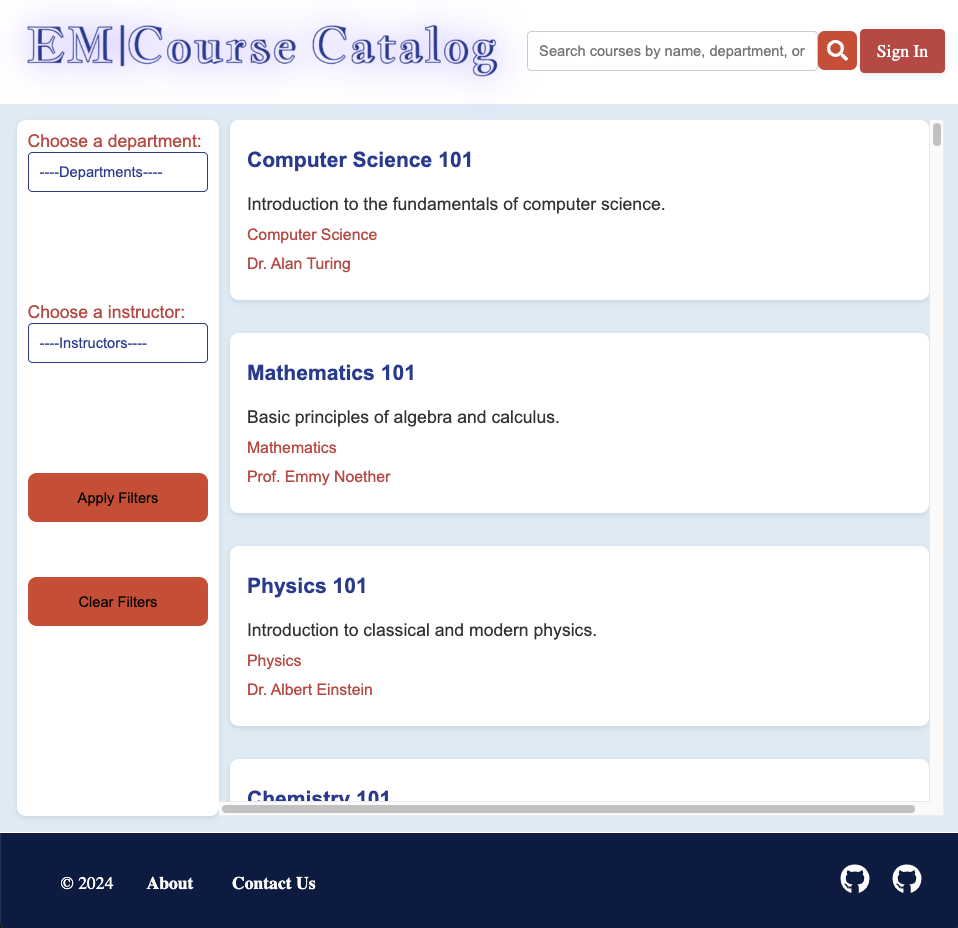 EM|Course Catalog
Search courses by name, department, or
Sign In
Choose a department:
----Departments----
Choose a instructor:
----Instructors----
Apply Filters
Clear Filters
Computer Science 101
Introduction to the fundamentals of computer science.
Computer Science
Dr. Alan Turing
Mathematics 101
Basic principles of algebra and calculus.
Mathematics
Prof. Emmy Noether
Physics 101
Introduction to classical and modern physics.
Physics
Dr. Albert Einstein
Chemistry 101
© 2024 About Contact Us